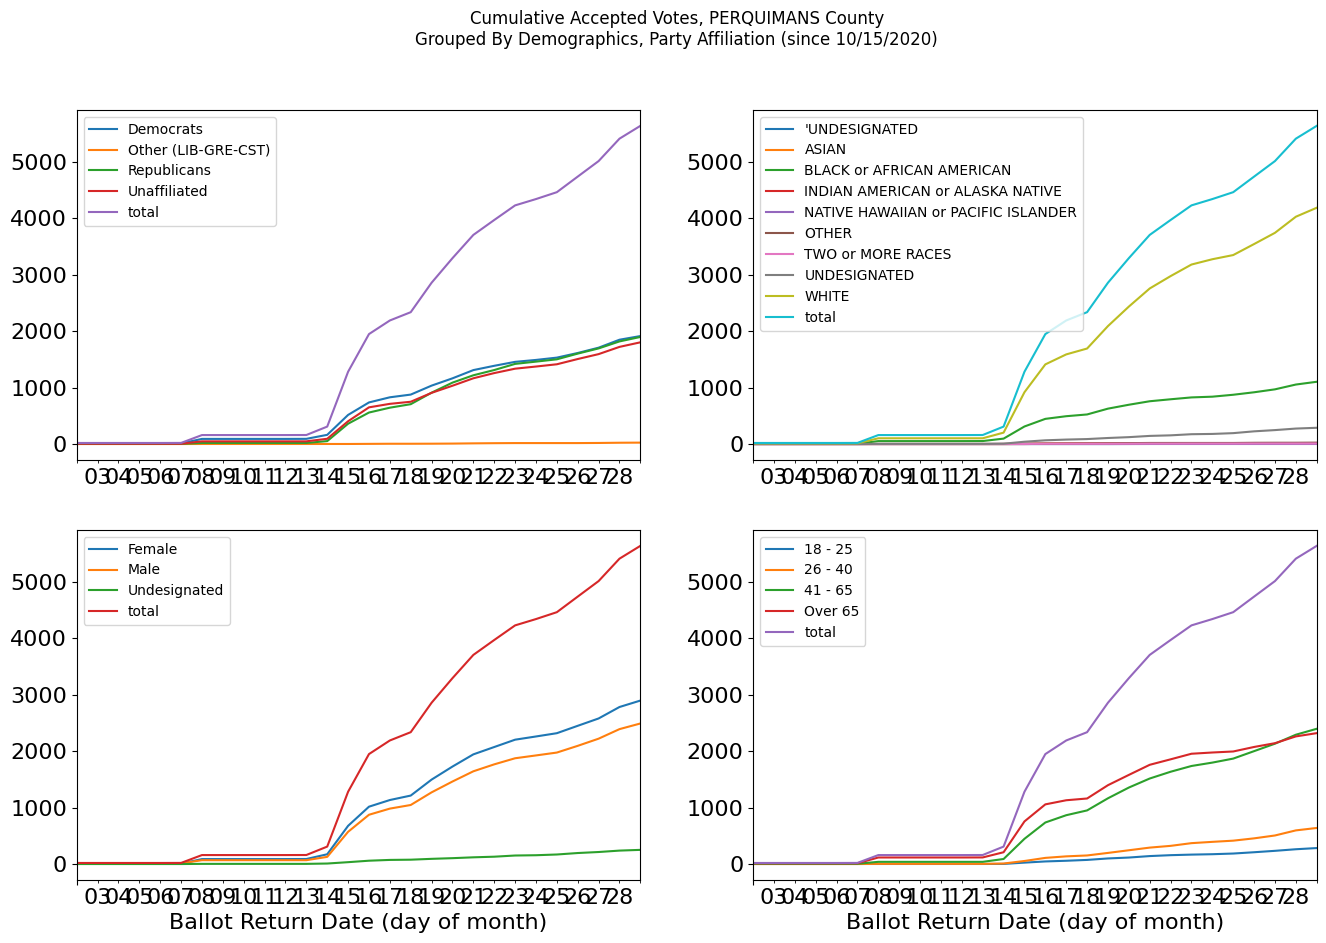 Cumulative Accepted Votes, PERQUIMANS County
Grouped By Demographics, Party Affiliation (since 10/15/2020)
Democrats
Other (LIB-GRE-CST)
Republicans
Unaffiliated
total
5000
4000
3000
2000
1000
0
03 04 05 06 07 08 09 10 11 12 13 14 15 16 17 18 19 20 21 22 23 24 25 26 27 28
'UNDESIGNATED
ASIAN
BLACK or AFRICAN AMERICAN
INDIAN AMERICAN or ALASKA NATIVE
NATIVE HAWAIIAN or PACIFIC ISLANDER
OTHER
TWO or MORE RACES
UNDESIGNATED
WHITE
total
5000
4000
3000
2000
1000
0
03 04 05 06 07 08 09 10 11 12 13 14 15 16 17 18 19 20 21 22 23 24 25 26 27 28
Female
Male
Undesignated
total
5000
4000
3000
2000
1000
0
03 04 05 06 07 08 09 10 11 12 13 14 15 16 17 18 19 20 21 22 23 24 25 26 27 28
Ballot Return Date (day of month)
18 - 25
26 - 40
41 - 65
Over 65
total
5000
4000
3000
2000
1000
0
03 04 05 06 07 08 09 10 11 12 13 14 15 16 17 18 19 20 21 22 23 24 25 26 27 28
Ballot Return Date (day of month)